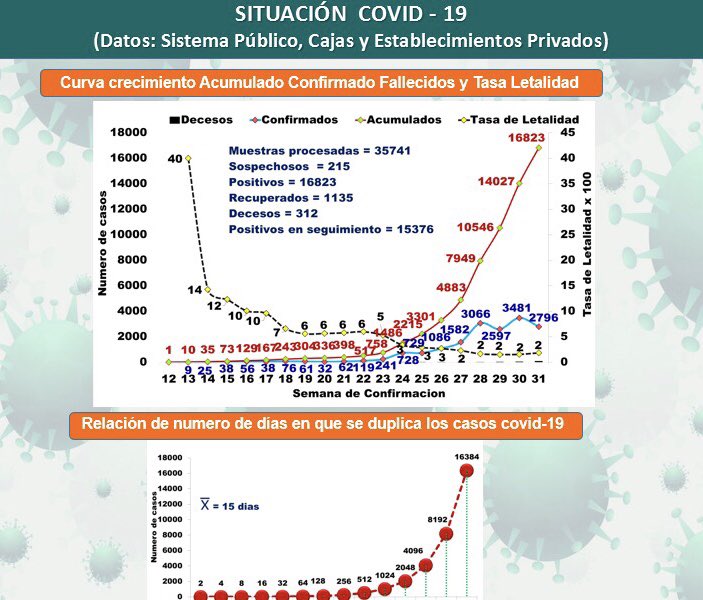 SITUACIÓN COVID - 19
(Datos: Sistema Público, Cajas y Establecimientos Privados)
Curva crecimiento Acumulado Confirmado Fallecidos y Tasa Letalidad
Decesos Confirmados Acumulados Tasa de Letalidad
Numero de casos
18000
16000
14000
12000
10000
8000
6000
4000
2000
0
Muestras procesadas = 35741
Sospechosos = 215
Positivos = 16823
Recuperados = 1135
Decesos = 312
Positivos en seguimiento = 15376
45
40
35
30
25
20
15
10
5
0
Tasa de Letalidad x 100
40 14 12 10 10 7 6 6 6 6 5 3 3 3 2 2 2 2
1 10 35 73 129 167 243 304 336 398 517 758 1486 2215 3301 4883 7949 10546 14027 16823
9 25 38 56 38 76 61 32 62 119 241 728 729 1086 1582 3066 2597 3481 2796
12 13 14 15 16 17 18 19 20 21 22 23 24 25 26 27 28 29 30 31
Semana de Confirmacion
Relación de numero de días en que se duplica los casos covid-19
Numero de casos
18000
16000
14000
12000
10000
8000
6000
4000
2000
0
X = 15 dias
2 4 8 16 32 64 128 256 512 1024 2048 4096 8192 16384